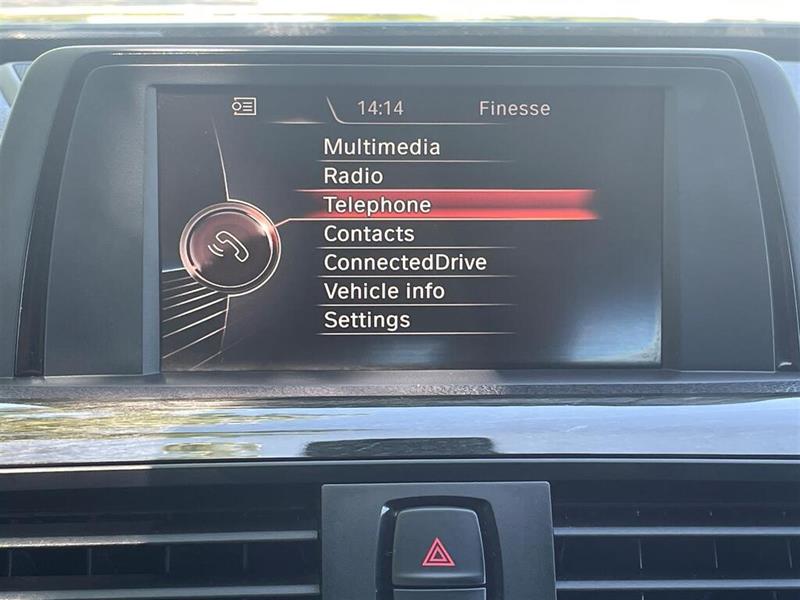 14:14 Finesse
Multimedia
Radio
Telephone
Contacts
ConnectedDrive
Vehicle info
Settings